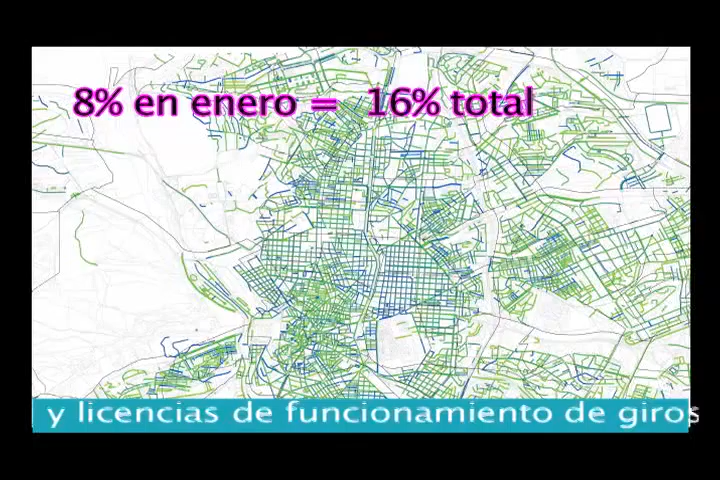 8% en enero = 16% total
y licencias de funcionamiento de giros